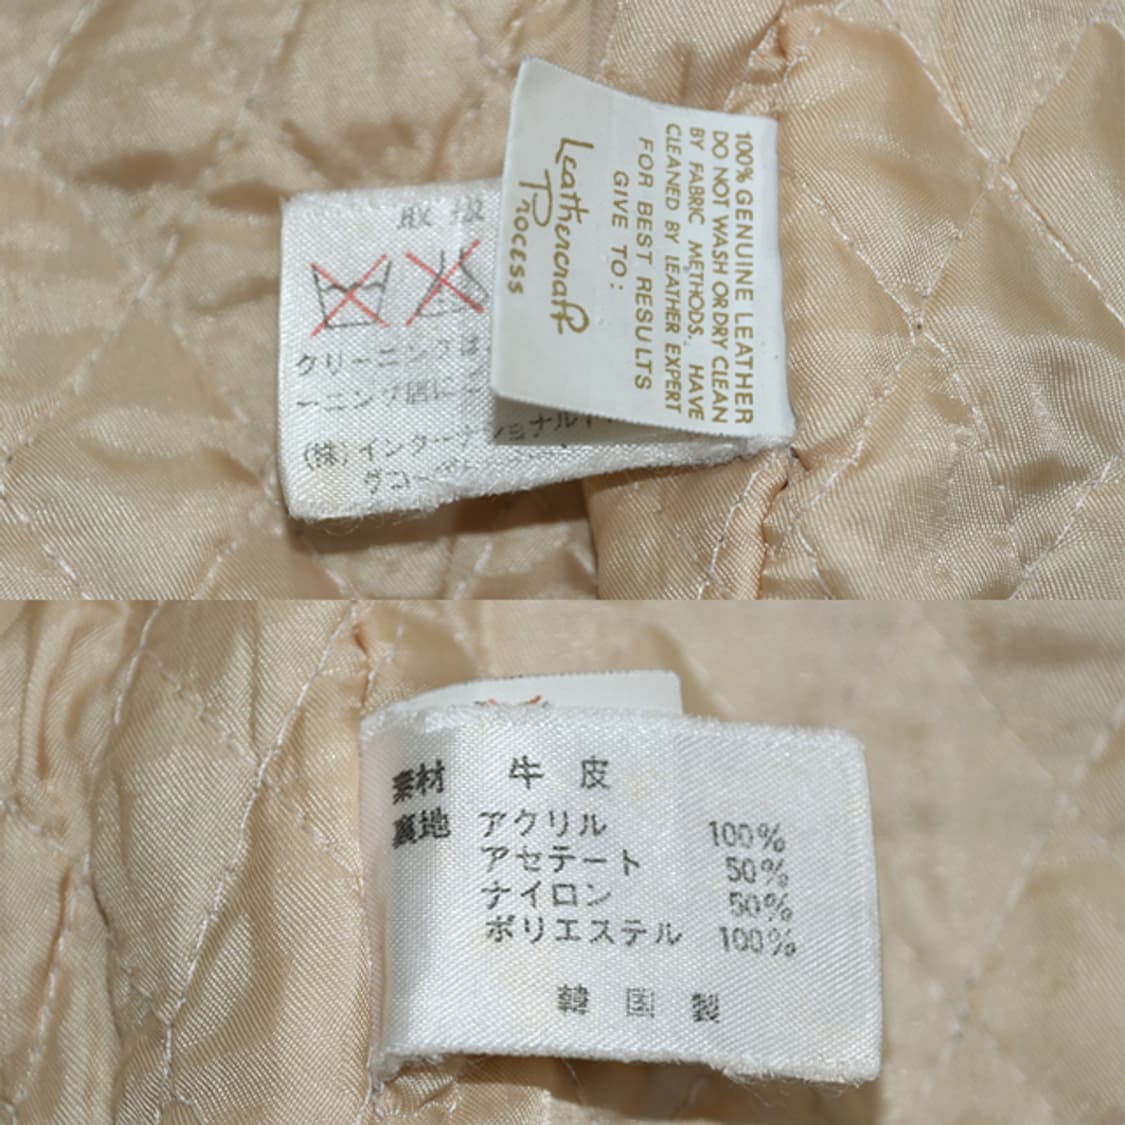 100% GENUINE LEATHER
DO NOT WASH OR DRY CLEAN
BY FABRIC METHODS. HAVE
CLEANED BY LEATHER EXPERT
FOR BEST RESULTS
GIVE TO:
Leathercraft
Process
取扱
クリーニングは
ーニング店に
(株)インターナショナル
グコー
素材 牛皮
裏地 アクリル 100%
アセテート 50%
ナイロン 50%
ポリエステル 100%
韓国製